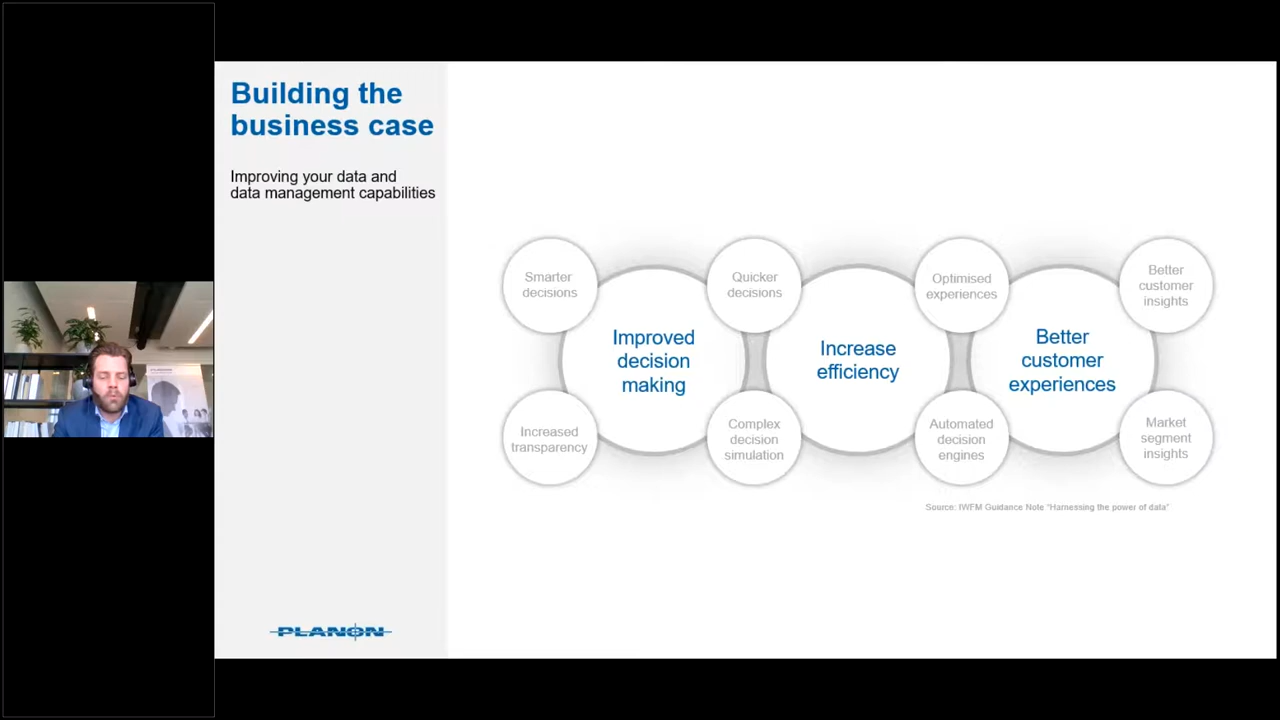 Building the
business case
Improving your data and
data management capabilities
Smarter
decisions
Quicker
decisions
Optimised
experiences
Better
customer
insights
Improved
decision
making
Increase
efficiency
Better
customer
experiences
Increased
transparency
Complex
decision
simulation
Automated
decision
engines
Market
segment
insights
Source: IWFM Guidance Note "Harnessing the power of data"
PLANON